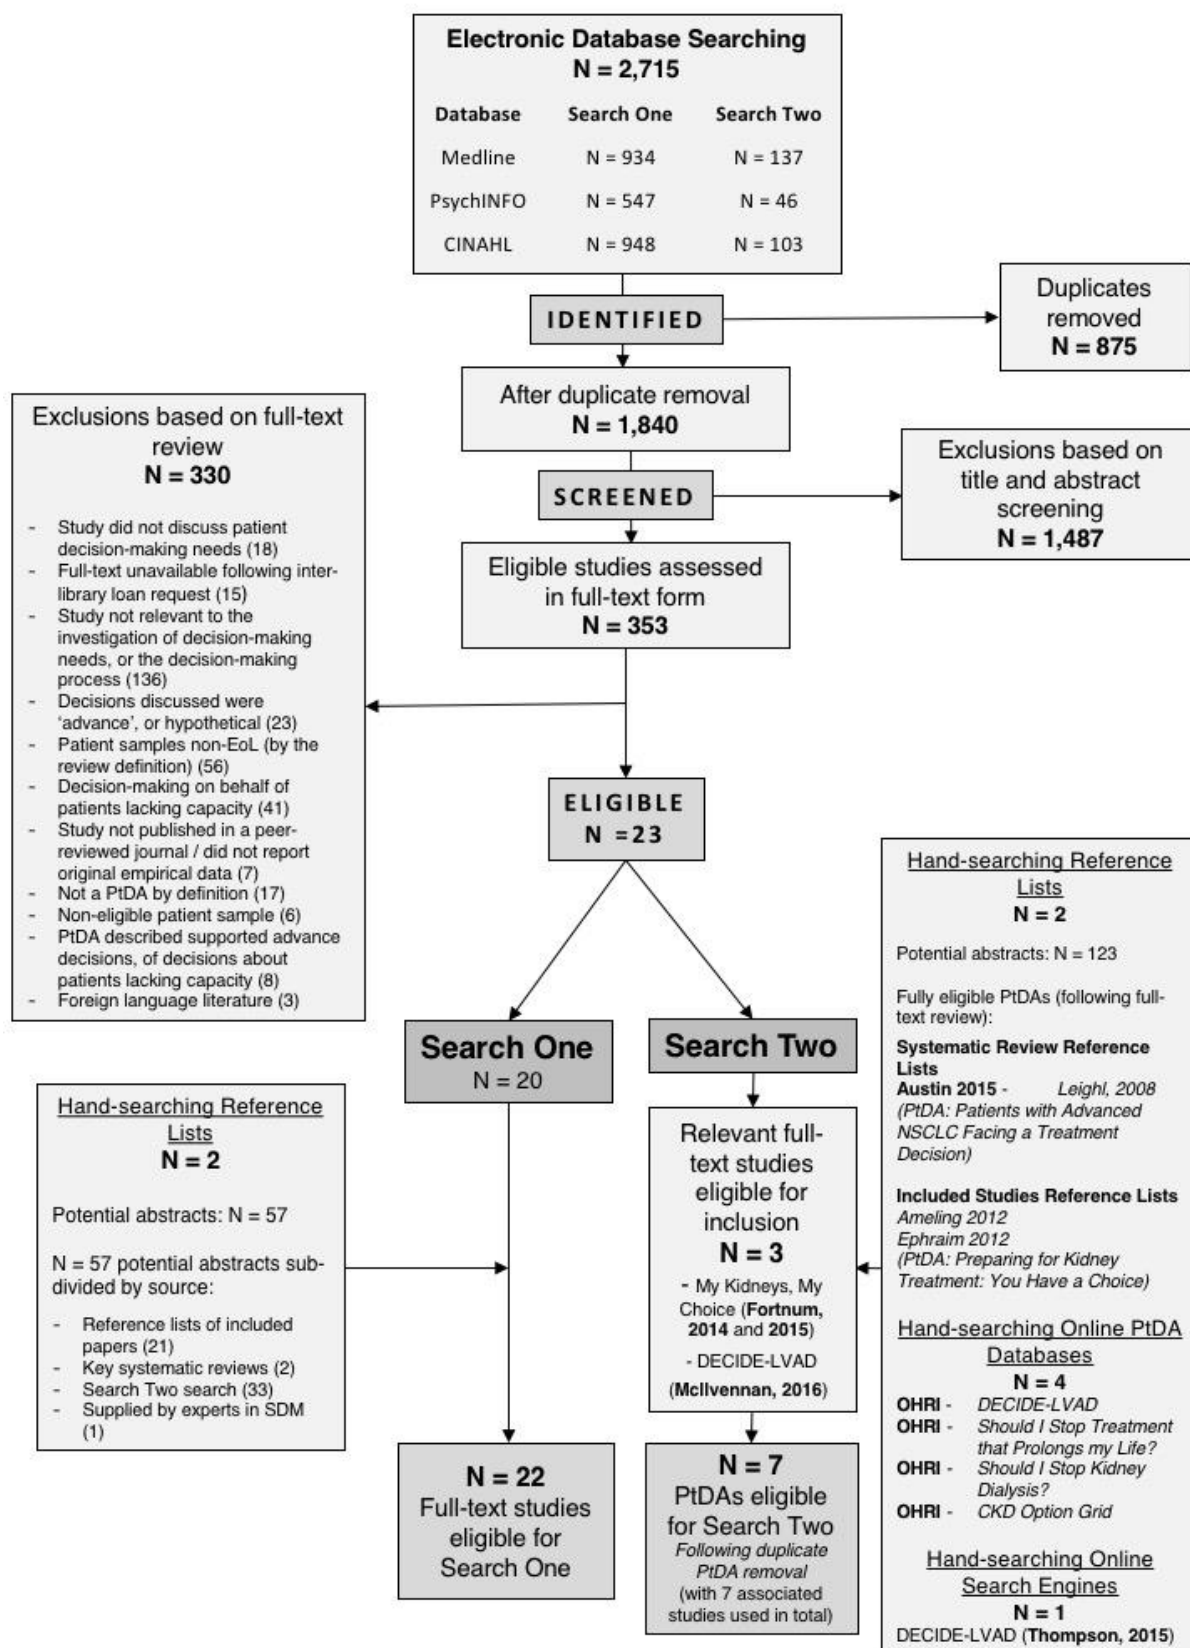 Electronic Database Searching
N = 2,715
Database Search One Search Two
Medline N = 934 N = 137
PsychINFO N = 547 N = 46
CINAHL N = 948 N = 103
IDENTIFIED
Duplicates
removed
N = 875
After duplicate removal
N = 1,840
SCREENED
Exclusions based on
title and abstract
screening
N = 1,487
Eligible studies assessed
in full-text form
N = 353
Exclusions based on full-text
review
N = 330
- Study did not discuss patient
decision-making needs (18)
- Full-text unavailable following inter-
library loan request (15)
- Study not relevant to the
investigation of decision-making
needs, or the decision-making
process (136)
- Decisions discussed were
‘advance’, or hypothetical (23)
- Patient samples non-EoL (by the
review definition) (56)
- Decision-making on behalf of
patients lacking capacity (41)
- Study not published in a peer-
reviewed journal / did not report
original empirical data (7)
- Not a PtDA by definition (17)
- Non-eligible patient sample (6)
- PtDA described supported advance
decisions, of decisions about
patients lacking capacity (8)
- Foreign language literature (3)
ELIGIBLE
N =23
Search One
N = 20
Search Two
Hand-searching Reference
Lists
N = 2
Potential abstracts: N = 57
N = 57 potential abstracts sub-
divided by source:
- Reference lists of included
papers (21)
- Key systematic reviews (2)
- Search Two search (33)
- Supplied by experts in SDM
(1)
Relevant full-
text studies
eligible for
inclusion
N = 3
- My Kidneys, My
Choice (Fortnum,
2014 and 2015)
- DECIDE-LVAD
(McIlvennan, 2016)
Hand-searching Reference
Lists
N = 2
Potential abstracts: N = 123
Fully eligible PtDAs (following full-
text review):
Systematic Review Reference
Lists
Austin 2015 - Leighl, 2008
(PtDA: Patients with Advanced
NSCLC Facing a Treatment
Decision)
Included Studies Reference Lists
Ameling 2012
Ephraim 2012
(PtDA: Preparing for Kidney
Treatment: You Have a Choice)
Hand-searching Online PtDA
Databases
N = 4
OHRI - DECIDE-LVAD
OHRI - Should I Stop Treatment
that Prolongs my Life?
OHRI - Should I Stop Kidney
Dialysis?
OHRI - CKD Option Grid
Hand-searching Online
Search Engines
N = 1
DECIDE-LVAD (Thompson, 2015)
N = 22
Full-text studies
eligible for
Search One
N = 7
PtDAs eligible
for Search Two
Following duplicate
PtDA removal
(with 7 associated
studies used in total)